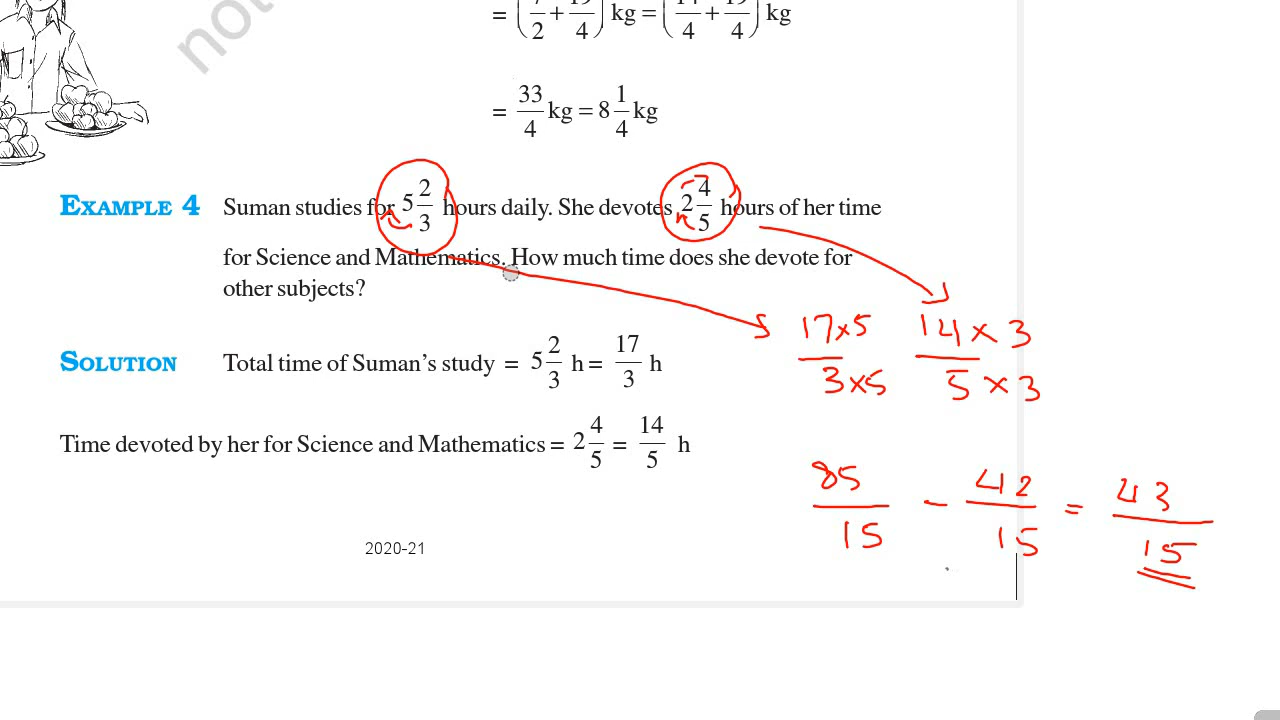 not
= (7/2 + 19/4) kg = (14/4 + 19/4) kg
= 33/4 kg = 8 1/4 kg
EXAMPLE 4 Suman studies for 5 2/3 hours daily. She devotes 2 4/5 hours of her time
for Science and Mathematics. How much time does she devote for
other subjects?
17×5/3×5 14×3/5×3
SOLUTION Total time of Suman's study = 5 2/3 h = 17/3 h
Time devoted by her for Science and Mathematics = 2 4/5 = 14/5 h
85/15 - 42/15 = 43/15
2020-21